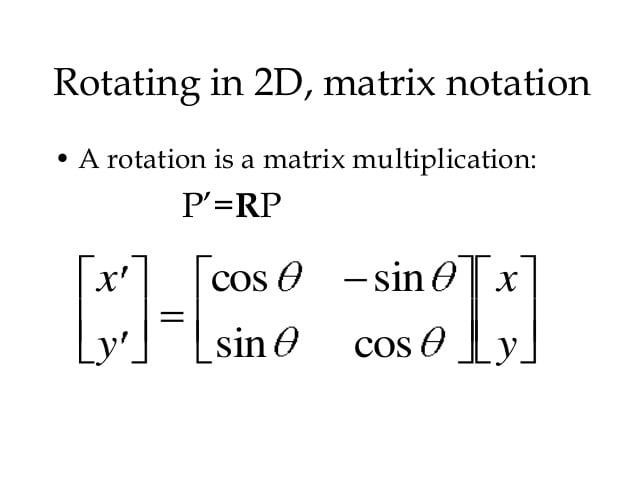 Rotating in 2D, matrix notation
• A rotation is a matrix multiplication:
P′=RP
[x′ y′] = [cos θ −sin θ sin θ cos θ][x y]